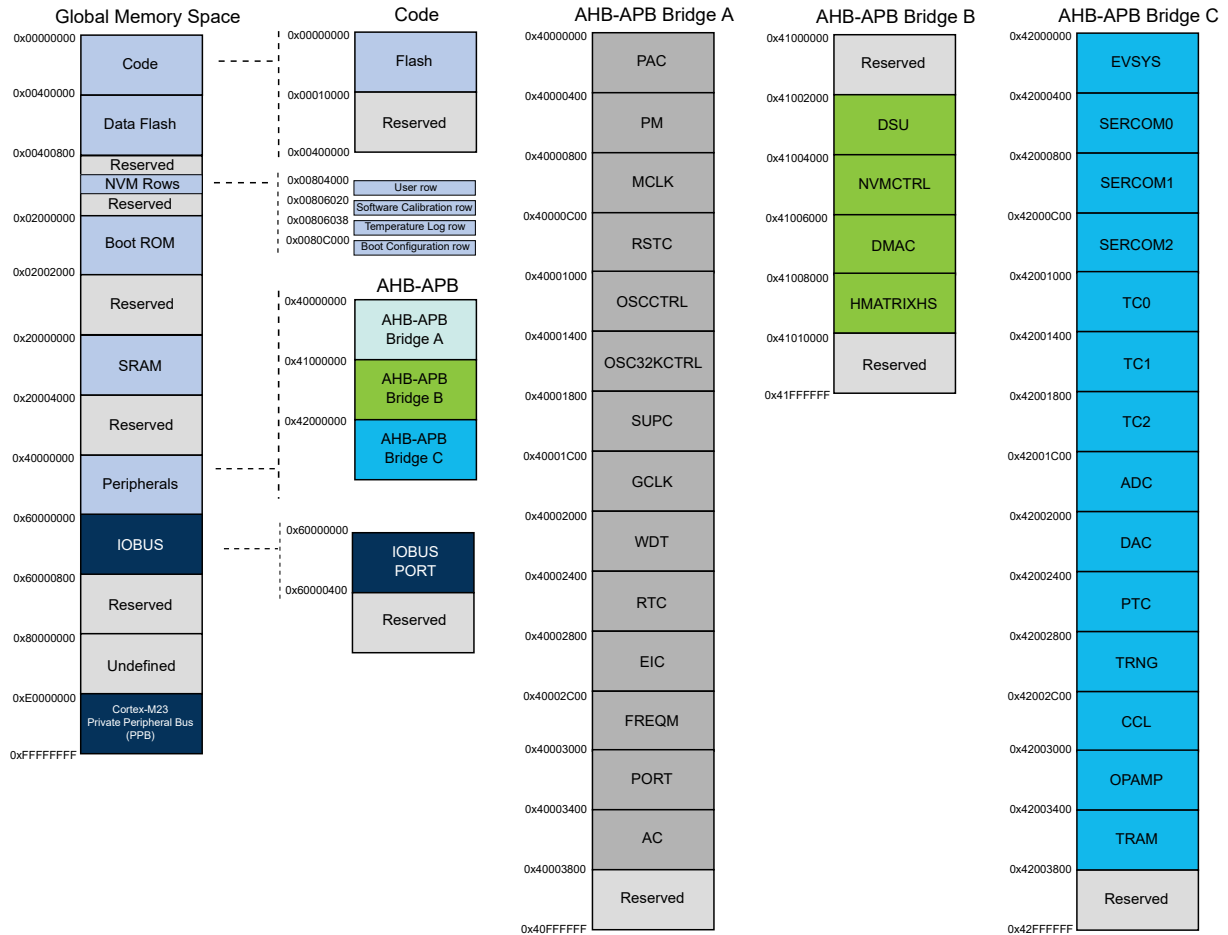 Global Memory Space
0x00000000
Code
0x00400000
Data Flash
0x00400800
Reserved
NVM Rows
Reserved
0x02000000
Boot ROM
0x02002000
Reserved
0x20000000
SRAM
0x20004000
Reserved
0x40000000
Peripherals
0x60000000
IOBUS
0x60000800
Reserved
0x80000000
Undefined
0xE0000000
Cortex-M23
Private Peripheral Bus
(PPB)
0xFFFFFFFF
Code
0x00000000
Flash
0x00010000
Reserved
0x00400000
0x00804000
User row
0x00806020
Software Calibration row
0x00806038
Temperature Log row
0x0080C000
Boot Configuration row
AHB-APB
0x40000000
AHB-APB
Bridge A
0x41000000
AHB-APB
Bridge B
0x42000000
AHB-APB
Bridge C
0x60000000
IOBUS
PORT
0x60000400
Reserved
AHB-APB Bridge A
0x40000000
PAC
0x40000400
PM
0x40000800
MCLK
0x40000C00
RSTC
0x40001000
OSCCTRL
0x40001400
OSC32KCTRL
0x40001800
SUPC
0x40001C00
GCLK
0x40002000
WDT
0x40002400
RTC
0x40002800
EIC
0x40002C00
FREQM
0x40003000
PORT
0x40003400
AC
0x40003800
Reserved
0x40FFFFFF
AHB-APB Bridge B
0x41000000
Reserved
0x41002000
DSU
0x41004000
NVMCTRL
0x41006000
DMAC
0x41008000
HMATRIXHS
0x41010000
Reserved
0x41FFFFFF
AHB-APB Bridge C
0x42000000
EVSYS
0x42000400
SERCOM0
0x42000800
SERCOM1
0x42000C00
SERCOM2
0x42001000
TC0
0x42001400
TC1
0x42001800
TC2
0x42001C00
ADC
0x42002000
DAC
0x42002400
PTC
0x42002800
TRNG
0x42002C00
CCL
0x42003000
OPAMP
0x42003400
TRAM
0x42003800
Reserved
0x42FFFFFF